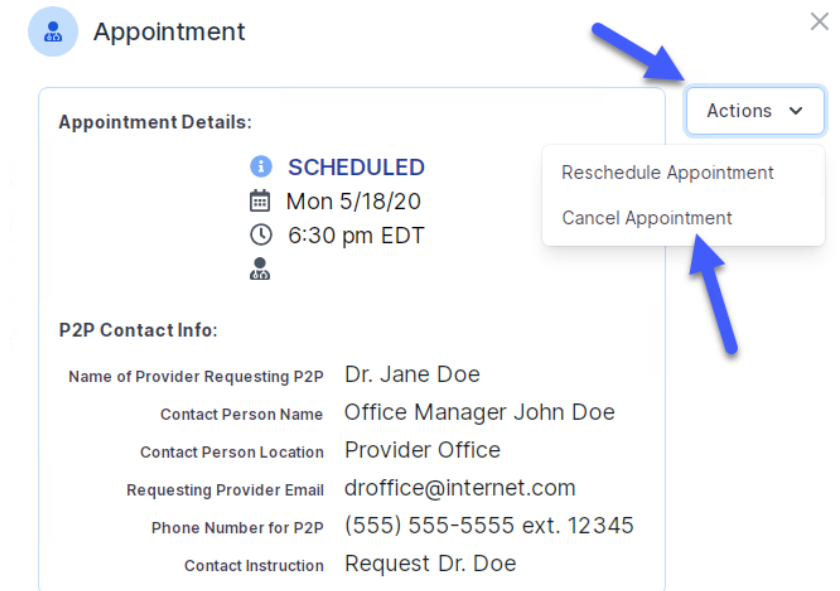 Appointment
Actions
Appointment Details:
SCHEDULED
Mon 5/18/20
6:30 pm EDT
Reschedule Appointment
Cancel Appointment
P2P Contact Info:
Name of Provider Requesting P2P Dr. Jane Doe
Contact Person Name Office Manager John Doe
Contact Person Location Provider Office
Requesting Provider Email droffice@internet.com
Phone Number for P2P (555) 555-5555 ext. 12345
Contact Instruction Request Dr. Doe